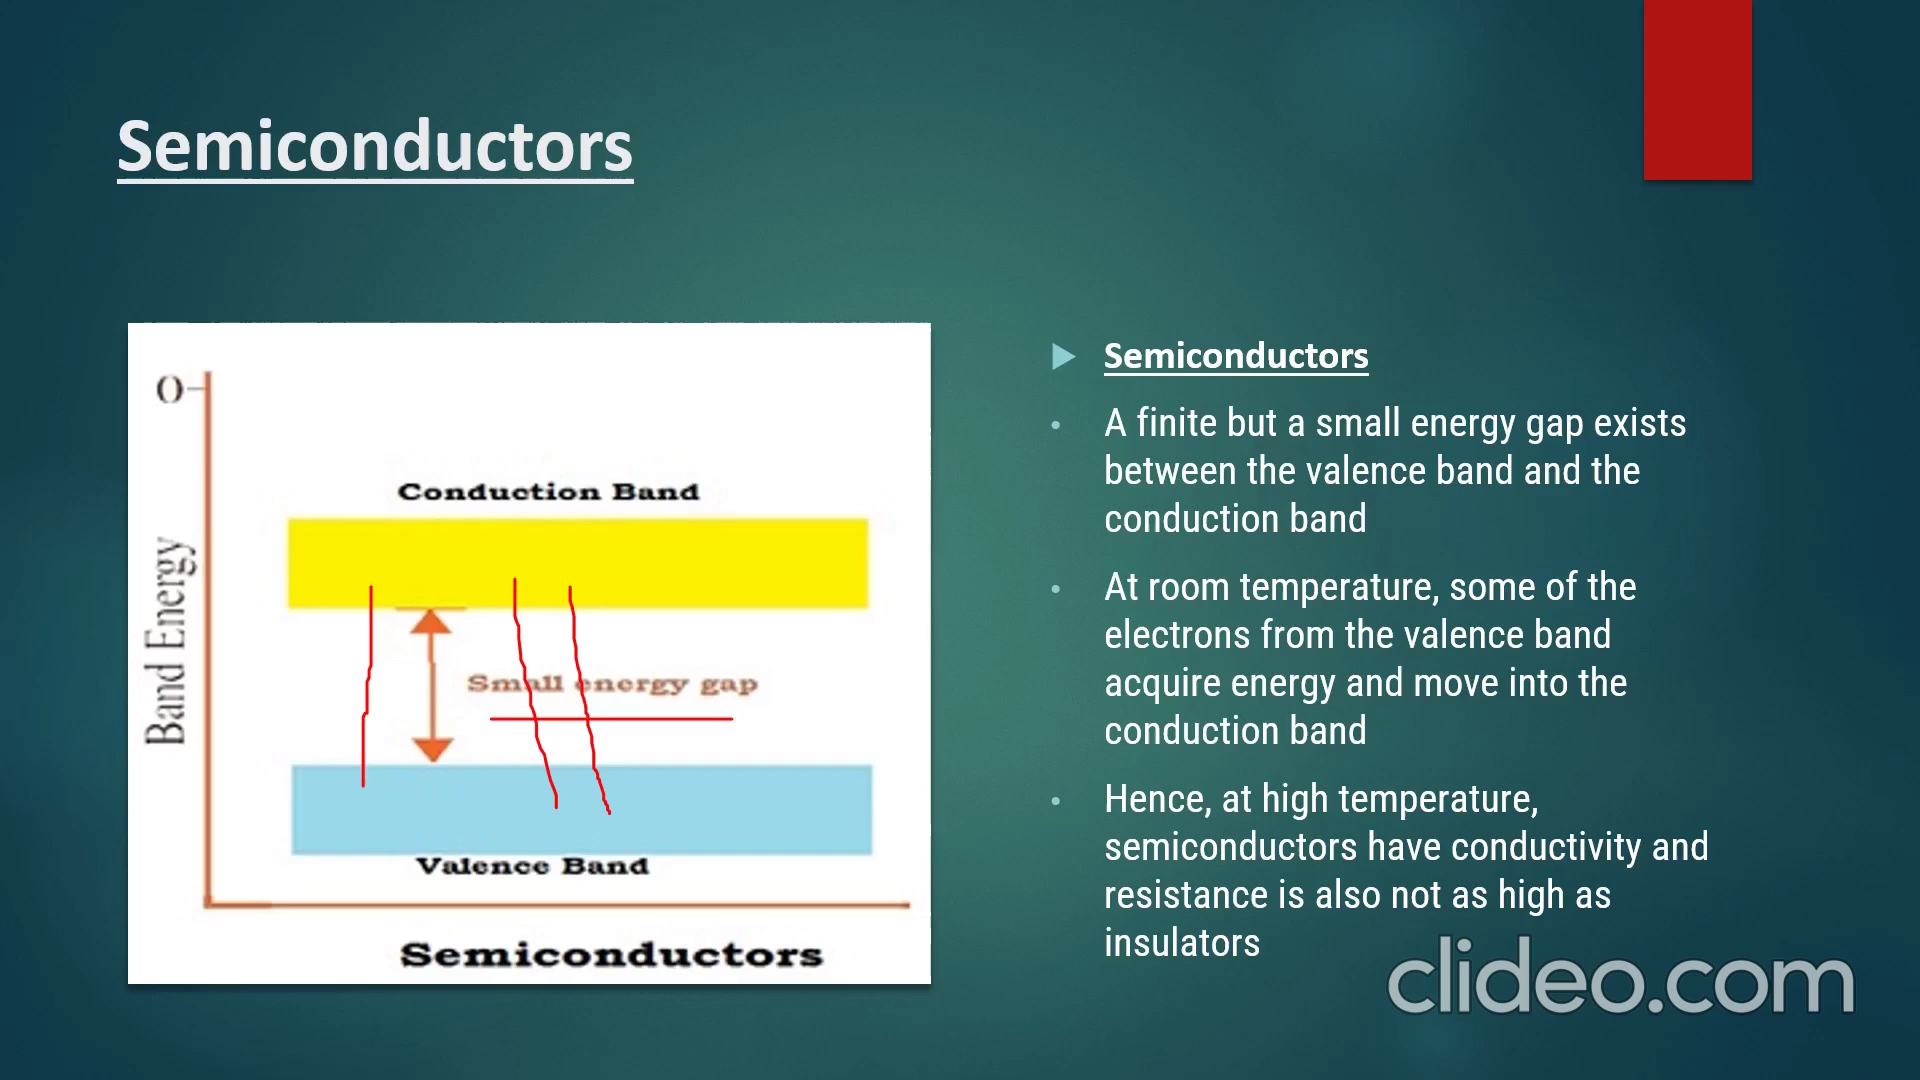 Semiconductors
0
Conduction Band
Band Energy
Small energy gap
Valence Band
Semiconductors
Semiconductors
A finite but a small energy gap exists
between the valence band and the
conduction band
At room temperature, some of the
electrons from the valence band
acquire energy and move into the
conduction band
Hence, at high temperature,
semiconductors have conductivity and
resistance is also not as high as
insulators
clideo.com